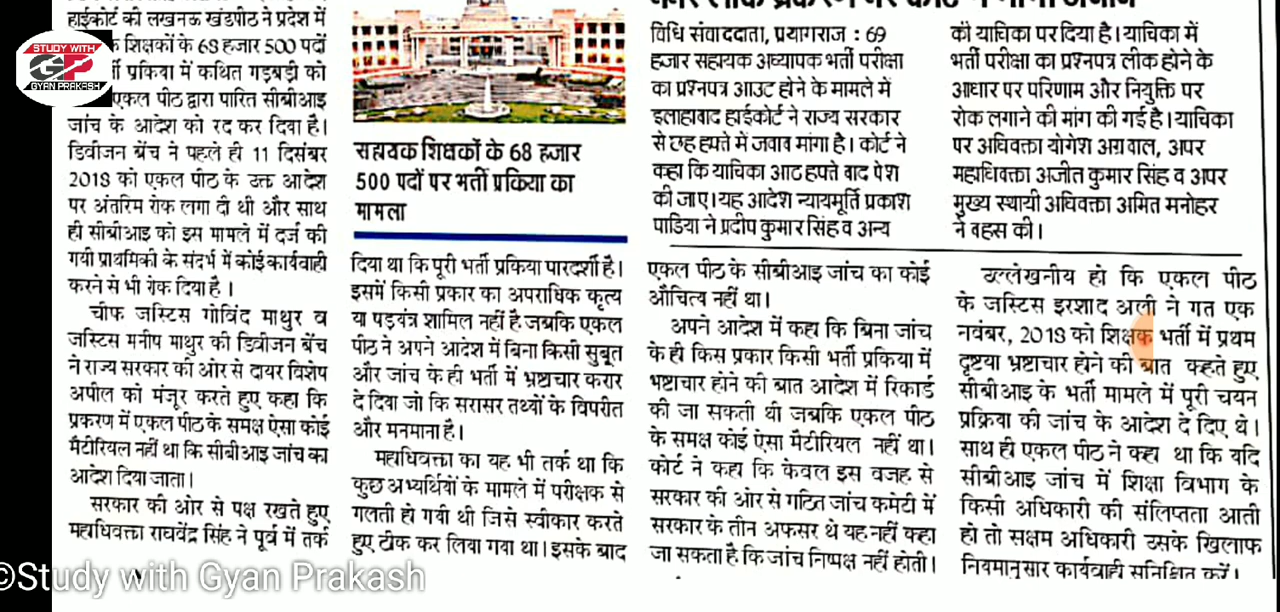 हाईकोर्ट की लखनऊ खंडपीठ ने प्रदेश में
शिक्षकों के 68 हजार 500 पदों
प्रकिया में कथित गड़बड़ी को
एकल पीठ द्वारा पारित सीबीआइ
जांच के आदेश को रद कर दिया है।
डिवीजन बेंच ने पहले ही 11 दिसंबर
2018 को एकल पीठ के उक्त आदेश
पर अंतरिम रोक लगा दी थी और साथ
ही सीबीआइ को इस मामले में दर्ज की
गयी प्राथमिकी के संदर्भ में कोई कार्यवाही
करने से भी रोक दिया है ।
चीफ जस्टिस गोविंद माथुर व
जस्टिस मनीष माथुर की डिवीजन बेंच
ने राज्य सरकार की ओर से दायर विशेष
अपील को मंजूर करते हुए कहा कि
प्रकरण में एकल पीठ के समक्ष ऐसा कोई
मैटीरियल नहीं था कि सीबीआइ जांच का
आदेश दिया जाता।
सरकार की ओर से पक्ष रखते हुए
महाधिवक्ता राघवेंद्र सिंह ने पूर्व में तर्क
सहायक शिक्षकों के 68 हजार
500 पदों पर भर्ती प्रकिया का
मामला
दिया था कि पूरी भर्ती प्रकिया पारदर्शी है।
इसमें किसी प्रकार का अपराधिक कृत्य
या षड़यंत्र शामिल नहीं है जबकि एकल
पीठ ने अपने आदेश में बिना किसी सुबूत
और जांच के ही भर्ती में भ्रष्टाचार करार
दे दिया जो कि सरासर तथ्यों के विपरीत
और मनमाना है।
महाधिवक्ता का यह भी तर्क था कि
कुछ अभ्यर्थियों के मामले में परीक्षक से
गलती हो गयी थी जिसे स्वीकार करते
हुए ठीक कर लिया गया था। इसके बाद
विधि संवाददाता, प्रयागराज : 69
हजार सहायक अध्यापक भर्ती परीक्षा
का प्रश्नपत्र आउट होने के मामले में
इलाहाबाद हाईकोर्ट ने राज्य सरकार
से छह हफ्ते में जवाब मांगा है। कोर्ट ने
कहा कि याचिका आठ हफ्ते बाद पेश
की जाए। यह आदेश न्यायमूर्ति प्रकाश
पाडिया ने प्रदीप कुमार सिंह व अन्य
की याचिका पर दिया है। याचिका में
भर्ती परीक्षा का प्रश्नपत्र लीक होने के
आधार पर परिणाम और नियुक्ति पर
रोक लगाने की मांग की गई है। याचिका
पर अधिवक्ता योगेश अग्रवाल, अपर
महाधिवक्ता अजीत कुमार सिंह व अपर
मुख्य स्थायी अधिवक्ता अमित मनोहर
ने बहस की।
एकल पीठ के सीबीआइ जांच का कोई
औचित्य नहीं था।
अपने आदेश में कहा कि बिना जांच
के ही किस प्रकार किसी भर्ती प्रकिया में
भष्टाचार होने की बात आदेश में रिकार्ड
की जा सकती थी जबकि एकल पीठ
के समक्ष कोई ऐसा मैटीरियल नहीं था।
कोर्ट ने कहा कि केवल इस वजह से
सरकार की ओर से गठित जांच कमेटी में
सरकार के तीन अफसर थे यह नहीं कहा
जा सकता है कि जांच निष्पक्ष नहीं होती।
उल्लेखनीय हो कि एकल पीठ
के जस्टिस इरशाद अली ने गत एक
नवंबर, 2018 को शिक्षक भर्ती में प्रथम
दृष्टया भ्रष्टाचार होने की बात कहते हुए
सीबीआइ के भर्ती मामले में पूरी चयन
प्रक्रिया की जांच के आदेश दे दिए थे।
साथ ही एकल पीठ ने कहा था कि यदि
सीबीआइ जांच में शिक्षा विभाग के
किसी अधिकारी की संलिप्तता आती
हो तो सक्षम अधिकारी उसके खिलाफ
नियमानुसार कार्यवाही सुनिश्चित करें।
STUDY WITH
GP
GYAN PRAKASH
©Study with Gyan Prakash